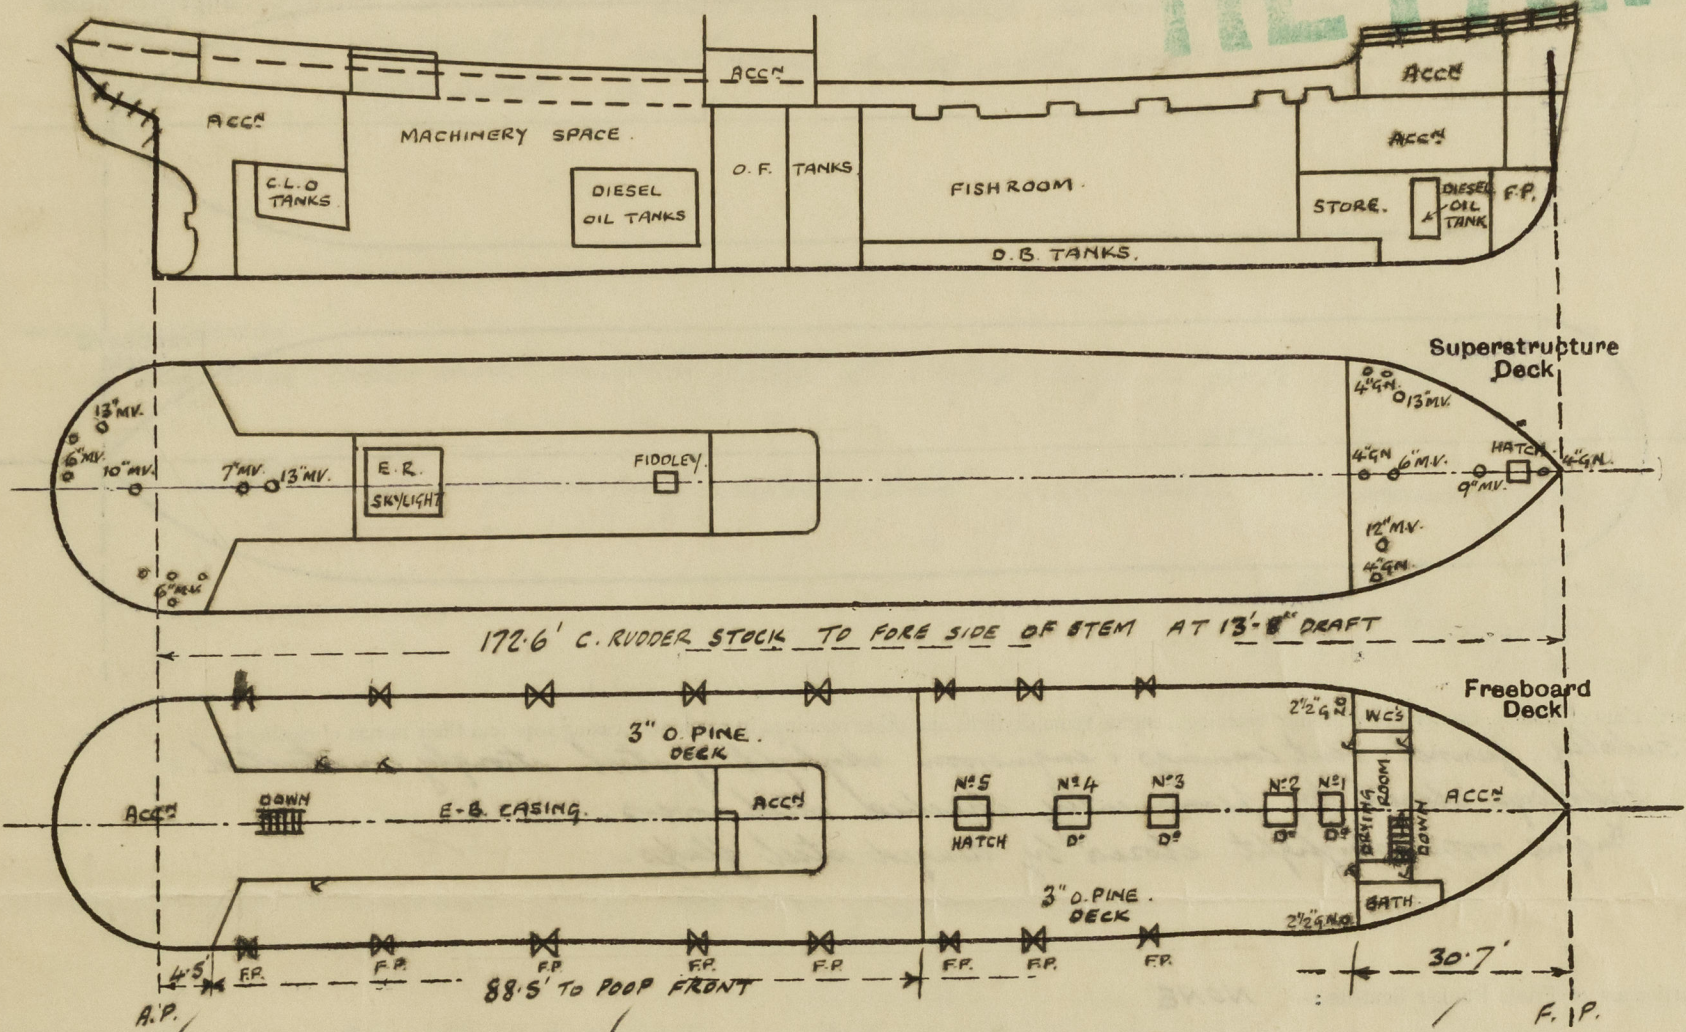 ACCN
ACCN
ACCN
MACHINERY SPACE.
ACCN
C.L.O
TANKS
DIESEL
OIL TANKS
O.F. TANKS
FISHROOM.
STORE.
DIESEL
OIL
TANK
F.P.
D.B. TANKS.
Superstructure
Deck
13"MV.
6"MV.
10"MV.
7"MV.
13"MV.
6"MV.
E.R.
SKYLIGHT
FIDDLEY.
4"GN.
13"MV.
4"GN
6"M.V.
9"MV.
HATCH
4"GN.
12"M.V.
4"GN.
172.6' C. RUDDER STOCK TO FORE SIDE OF STEM AT 13'-8" DRAFT
Freeboard
Deck
3" O. PINE.
DECK
2½"GN
W.C's
ACCN
DOWN
E-B. CASING.
ACCN
No5
HATCH
No4
Do
No3
Do
No2
Do
No1
Do
DRYING
ROOM
DOWN
ACCN
3" O. PINE.
DECK
2½"GN
BATH
4.5'
F.P.
F.P.
F.P.
F.P.
F.P.
F.P.
F.P.
F.P.
88.5' TO POOP FRONT
30.7'
A.P.
F.P.
NONE